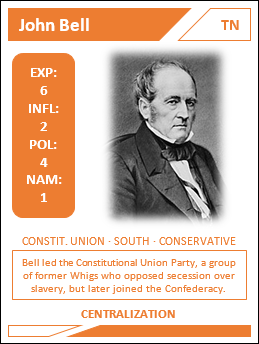 John Bell
TN
EXP:
6
INFL:
2
POL:
4
NAM:
1
CONSTIT. UNION · SOUTH · CONSERVATIVE
Bell led the Constitutional Union Party, a group
of former Whigs who opposed secession over
slavery, but later joined the Confederacy.
CENTRALIZATION